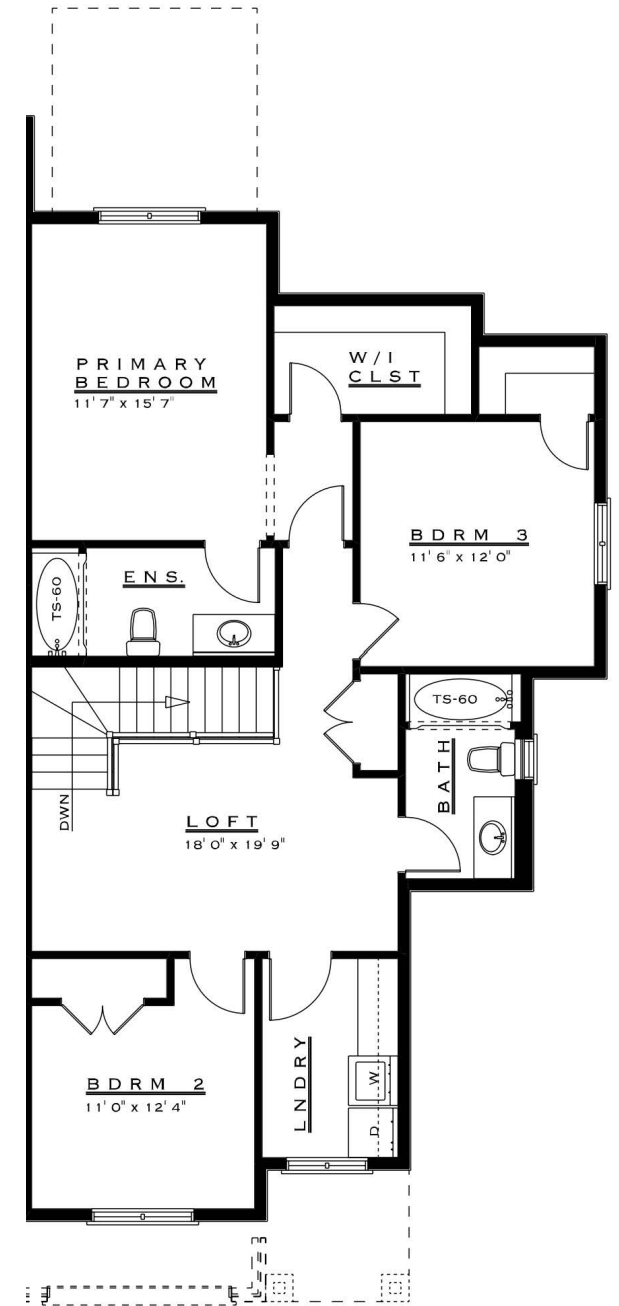 PRIMARY
BEDROOM
11'7" x 15'7"
W/I
CLST
BDRM 3
11'6" x 12'0"
ENS.
TS-60
TS-60
BATH
DWN
LOFT
18'0" x 19'9"
BDRM 2
11'0" x 12'4"
LNDRY
W
D